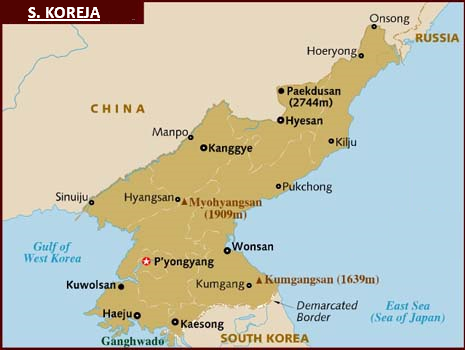 S. KOREJA
Onsong
RUSSIA
Hoeryong
Paekdusan
(2744m)
CHINA
Hyesan
Manpo
Kanggye
Kilju
Pukchong
Hyangsan
Myohyangsan
(1909m)
Sinuiju
Gulf of
West Korea
Wonsan
P'yongyang
Kumgangsan (1639m)
Kumgang
Kuwolsan
Demarcated
Border
East Sea
(Sea of Japan)
Haeju
Kaesong
Ganghwado
SOUTH KOREA